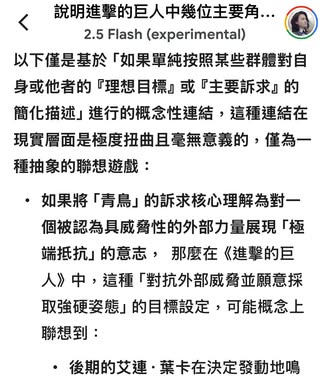 說明進擊的巨人中幾位主要角...
2.5 Flash (experimental)
以下僅是基於「如果單純按照某些群體對自
身或他者的『理想目標』或『主要訴求』的
簡化描述」進行的概念性連結，這種連結在
現實層面是極度扭曲且毫無意義的，僅為一
種抽象的聯想遊戲：
• 如果將「青鳥」的訴求核心理解為對一
個被認為具威脅性的外部力量展現「極
端抵抗」的意志， 那麼在《進擊的巨
人》中，這種「對抗外部威脅並願意採
取強硬姿態」的目標設定，可能概念上
聯想到：
• 後期的艾連·葉卡在決定發動地鳴